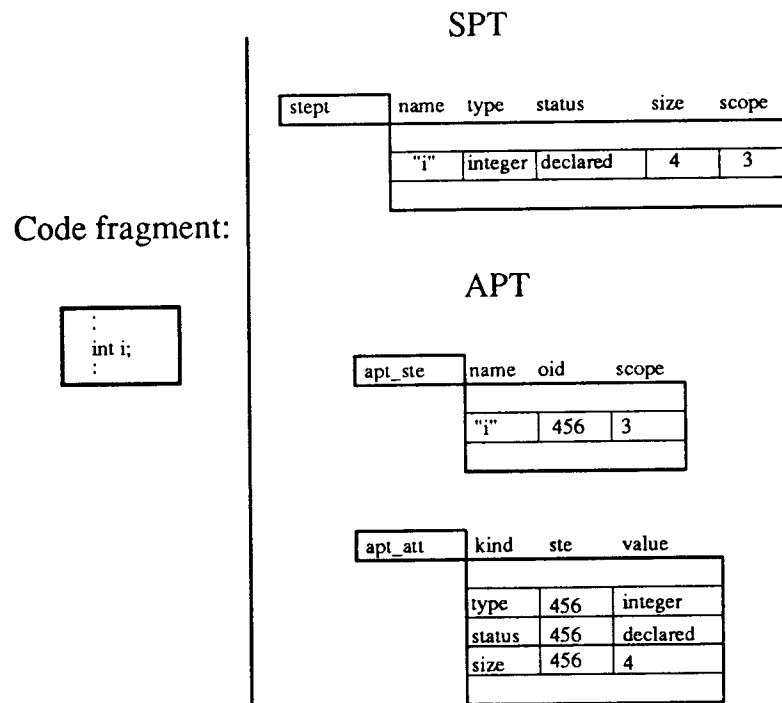 SPT
stept name type status size scope
"i" integer declared 4 3
Code fragment:
:
int i;
:
APT
apt_ste name oid scope
"i" 456 3
apt_att kind ste value
type 456 integer
status 456 declared
size 456 4